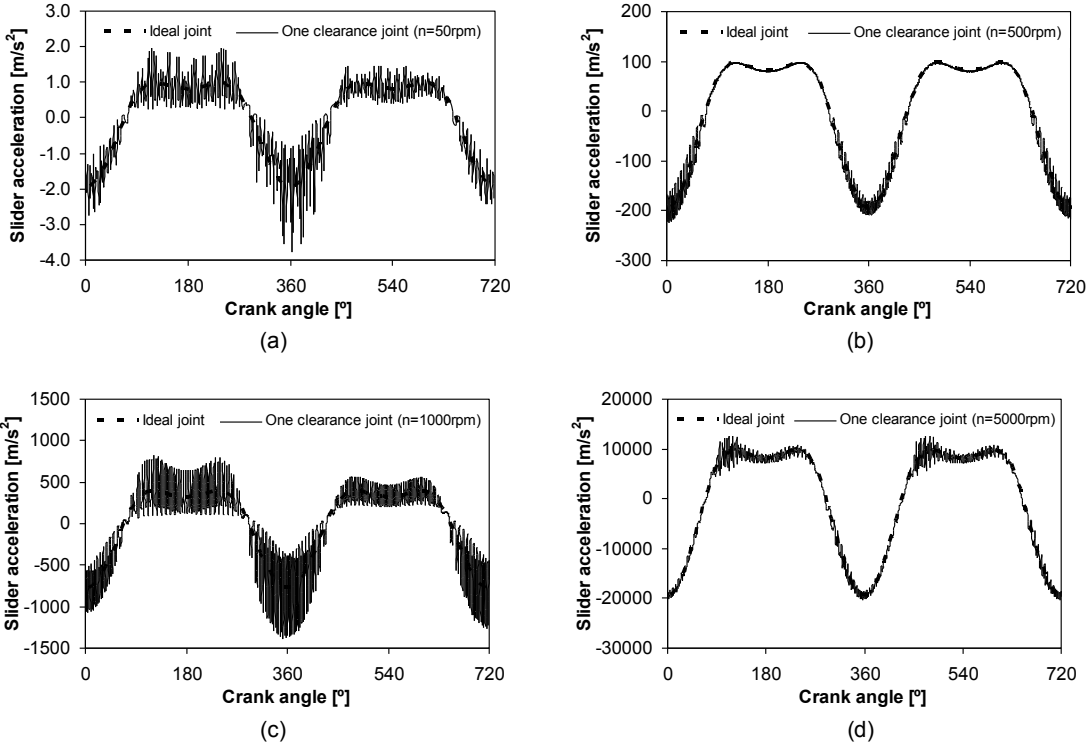 3.0
2.0
1.0
0.0
-1.0
-2.0
-3.0
-4.0
Slider acceleration [m/s²]
Ideal joint One clearance joint (n=50rpm)
0 180 360 540 720
Crank angle [º]
(a)
200
100
0
-100
-200
-300
Slider acceleration [m/s²]
Ideal joint One clearance joint (n=500rpm)
0 180 360 540 720
Crank angle [º]
(b)
1500
1000
500
0
-500
-1000
-1500
Slider acceleration [m/s²]
Ideal joint One clearance joint (n=1000rpm)
0 180 360 540 720
Crank angle [º]
(c)
20000
10000
0
-10000
-20000
-30000
Slider acceleration [m/s²]
Ideal joint One clearance joint (n=5000rpm)
0 180 360 540 720
Crank angle [º]
(d)